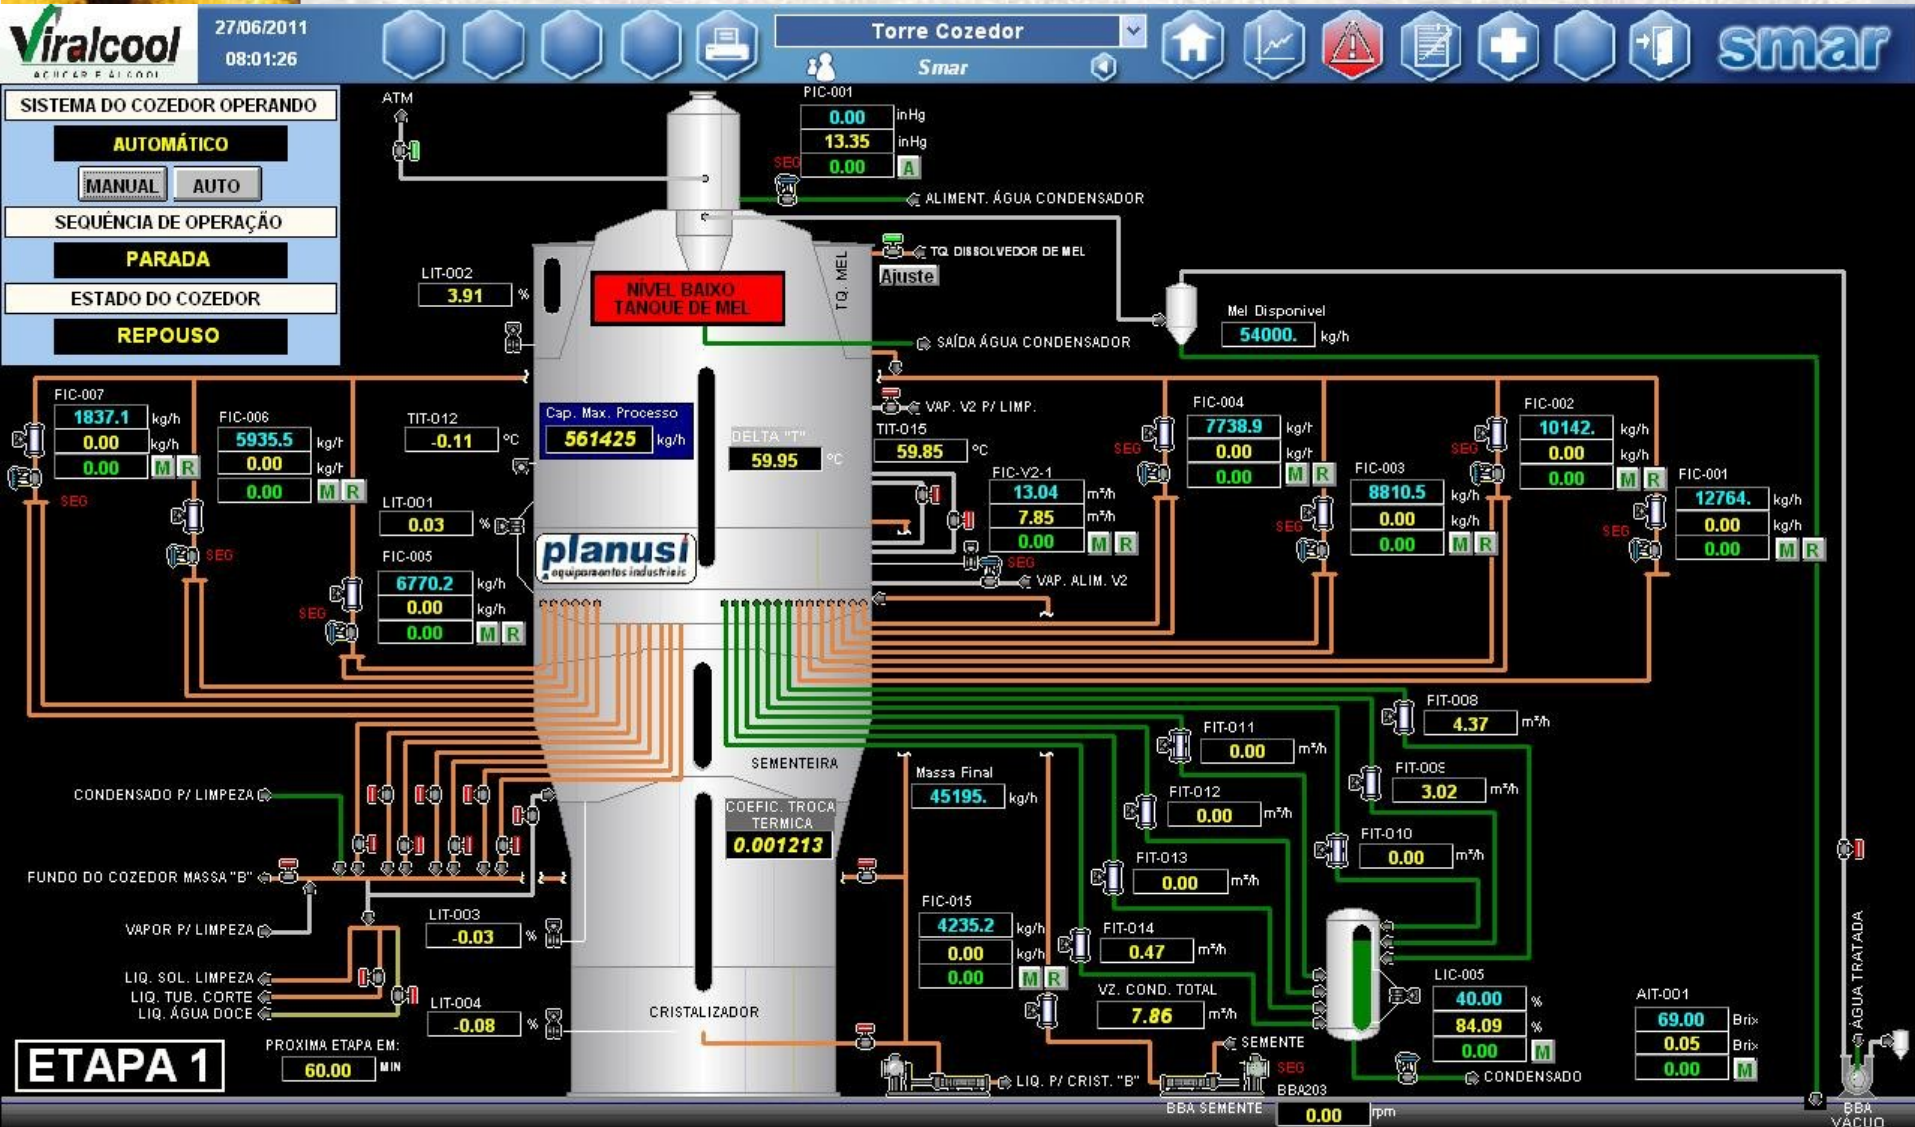 Viralcool
AÇUCAR E ÁLCOOL
27/06/2011
08:01:26
Torre Cozedor
Smar
smar
SISTEMA DO COZEDOR OPERANDO
AUTOMÁTICO
MANUAL AUTO
SEQUÊNCIA DE OPERAÇÃO
PARADA
ESTADO DO COZEDOR
REPOUSO
ATM
PIC-001
0.00 inHg
13.35 inHg
SEG
0.00 A
ALIMENT. ÁGUA CONDENSADOR
TQ. DISSOLVEDOR DE MEL
Ajuste
TQ. MEL
LIT-002
3.91 %
NÍVEL BAIXO
TANQUE DE MEL
SAÍDA ÁGUA CONDENSADOR
Mel Disponivel
54000. kg/h
FIC-007
1837.1 kg/h
0.00 kg/h
0.00 M R
SEG
FIC-006
5935.5 kg/h
0.00 kg/h
0.00 M R
SEG
TIT-012
-0.11 °C
LIT-001
0.03 %
FIC-005
6770.2 kg/h
0.00 kg/h
0.00 M R
SEG
Cap. Max. Processo
561425 kg/h
DELTA "T"
59.95 °C
planusi
equipamentos industriais
VAP. V2 P/ LIMP.
TIT-015
59.85 °C
FIC-V2-1
13.04 m³/h
7.85 m³/h
0.00 M R
SEG
VAP. ALIM. V2
FIC-004
7738.9 kg/h
0.00 kg/h
0.00 M R
SEG
FIC-003
8810.5 kg/h
0.00 kg/h
0.00 M R
SEG
FIC-002
10142. kg/h
0.00 kg/h
0.00 M R
SEG
FIC-001
12764. kg/h
0.00 kg/h
0.00 M R
SEG
FIT-008
4.37 m³/h
FIT-011
0.00 m³/h
FIT-009
3.02 m³/h
FIT-012
0.00 m³/h
FIT-010
0.00 m³/h
FIT-013
0.00 m³/h
SEMENTEIRA
Massa Final
45195. kg/h
COEFIC. TROCA
TERMICA
0.001213
CONDENSADO P/ LIMPEZA
FUNDO DO COZEDOR MASSA "B"
VAPOR P/ LIMPEZA
LIQ. SOL. LIMPEZA
LIQ. TUB. CORTE
LIQ. ÁGUA DOCE
LIT-003
-0.03 %
LIT-004
-0.08 %
CRISTALIZADOR
FIC-015
4235.2 kg/h
0.00 kg/h
0.00 M R
FIT-014
0.47 m³/h
VZ. COND. TOTAL
7.86 m³/h
LIC-005
40.00 %
84.09 %
0.00 M
CONDENSADO
AIT-001
69.00 Brix
0.05 Brix
0.00 M
ÁGUA TRATADA
ETAPA 1
PROXIMA ETAPA EM:
60.00 MIN
LIQ. P/ CRIST. "B"
SEMENTE
SEG
BBA203
BBA SEMENTE 0.00 rpm
BBA
VÁCUO